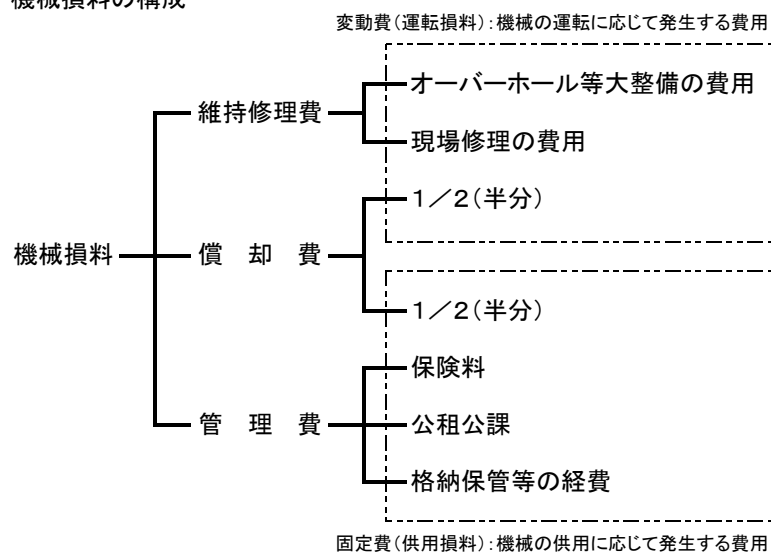 機械損料の構成
変動費(運転損料):機械の運転に応じて発生する費用
オーバーホール等大整備の費用
維持修理費
現場修理の費用
1/2(半分)
機械損料
償 却 費
1/2(半分)
保険料
管 理 費
公租公課
格納保管等の経費
固定費(供用損料):機械の供用に応じて発生する費用